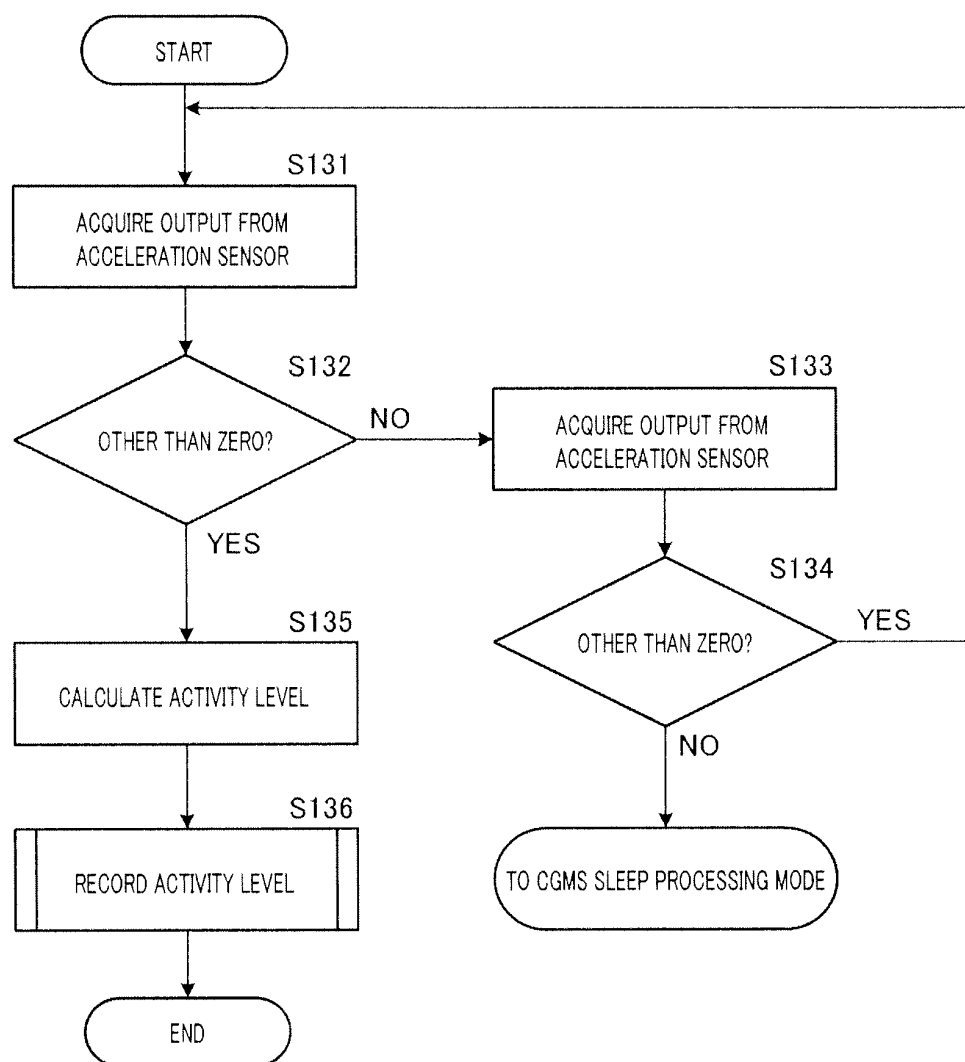 START
S131
ACQUIRE OUTPUT FROM
ACCELERATION SENSOR
S132
OTHER THAN ZERO?
NO
YES
S133
ACQUIRE OUTPUT FROM
ACCELERATION SENSOR
S134
OTHER THAN ZERO?
YES
NO
TO CGMS SLEEP PROCESSING MODE
S135
CALCULATE ACTIVITY LEVEL
S136
RECORD ACTIVITY LEVEL
END